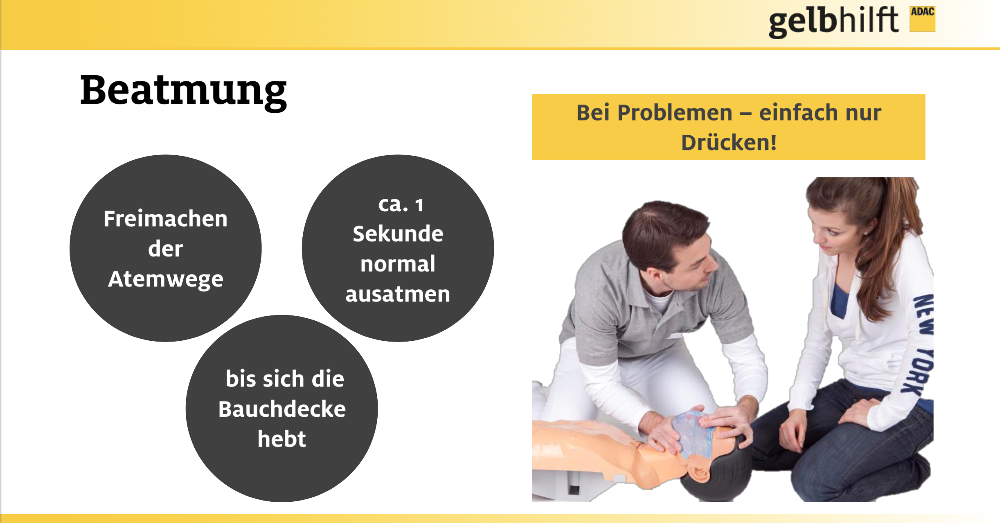 gelbhilft ADAC
Beatmung
Bei Problemen – einfach nur
Drücken!
Freimachen
der
Atemwege
ca. 1
Sekunde
normal
ausatmen
bis sich die
Bauchdecke
hebt
NEW YORK